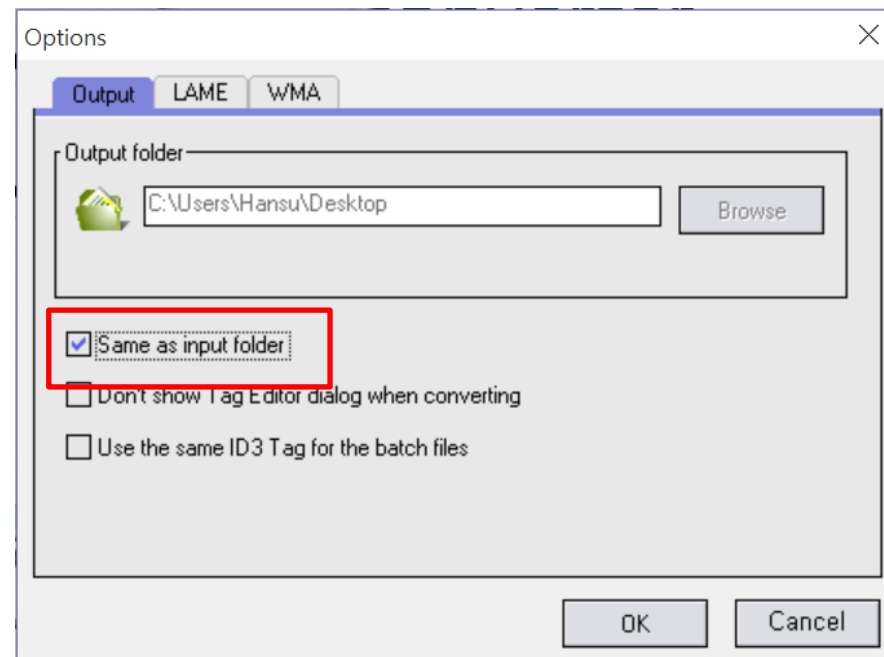 Options
Output LAME WMA
Output folder
C:\Users\Hansu\Desktop
Browse
Same as input folder
Don't show Tag Editor dialog when converting
Use the same ID3 Tag for the batch files
OK Cancel